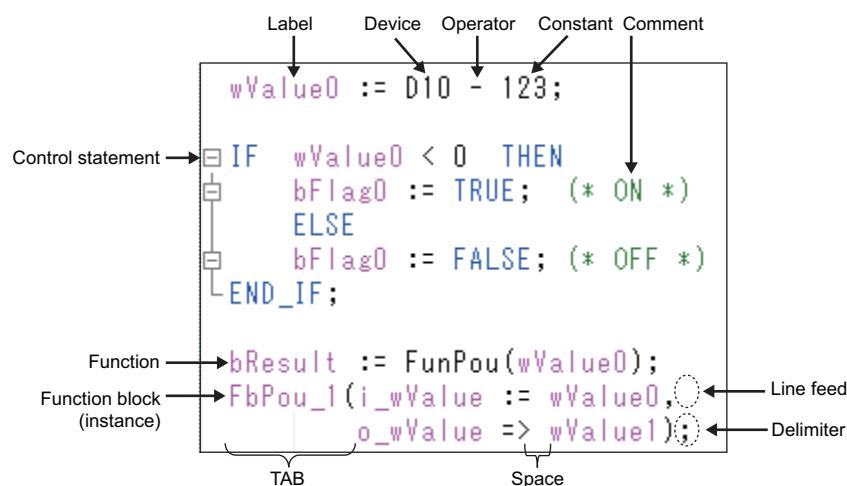 Label Device Operator Constant Comment
wValue0 := D10 - 123;
Control statement IF wValue0 < 0 THEN
bFlag0 := TRUE; (* ON *)
ELSE
bFlag0 := FALSE; (* OFF *)
END_IF;
Function bResult := FunPou(wValue0);
Function block FbPou_1(i_wValue := wValue0, Line feed
(instance)
o_wValue => wValue1); Delimiter
TAB Space